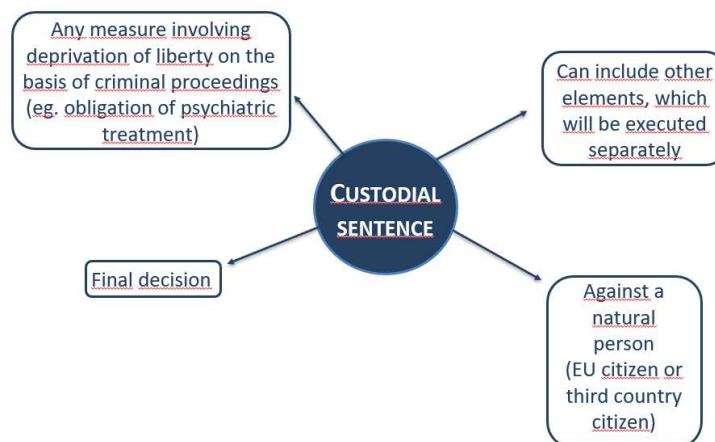 Any measure involving
deprivation of liberty on the
basis of criminal proceedings
(eg. obligation of psychiatric
treatment)
Can include other
elements, which
will be executed
separately
CUSTODIAL
SENTENCE
Final decision
Against a
natural
person
(EU citizen or
third country
citizen)